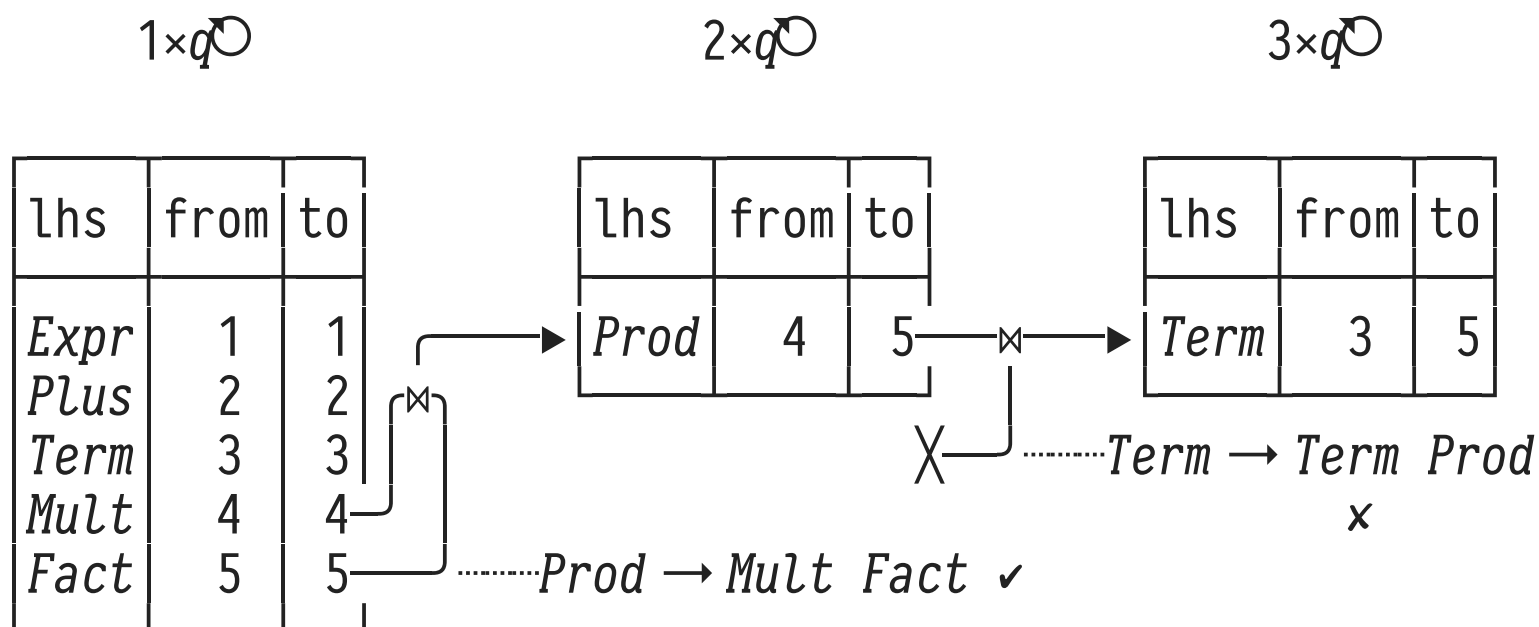 1×q↻ 2×q↻ 3×q↻
lhs from to lhs from to lhs from to
Expr 1 1 Prod 4 5 ⋈ Term 3 5
Plus 2 2 ⋈
Term 3 3 ╳ Term → Term Prod
Mult 4 4 ✘
Fact 5 5 Prod → Mult Fact ✔